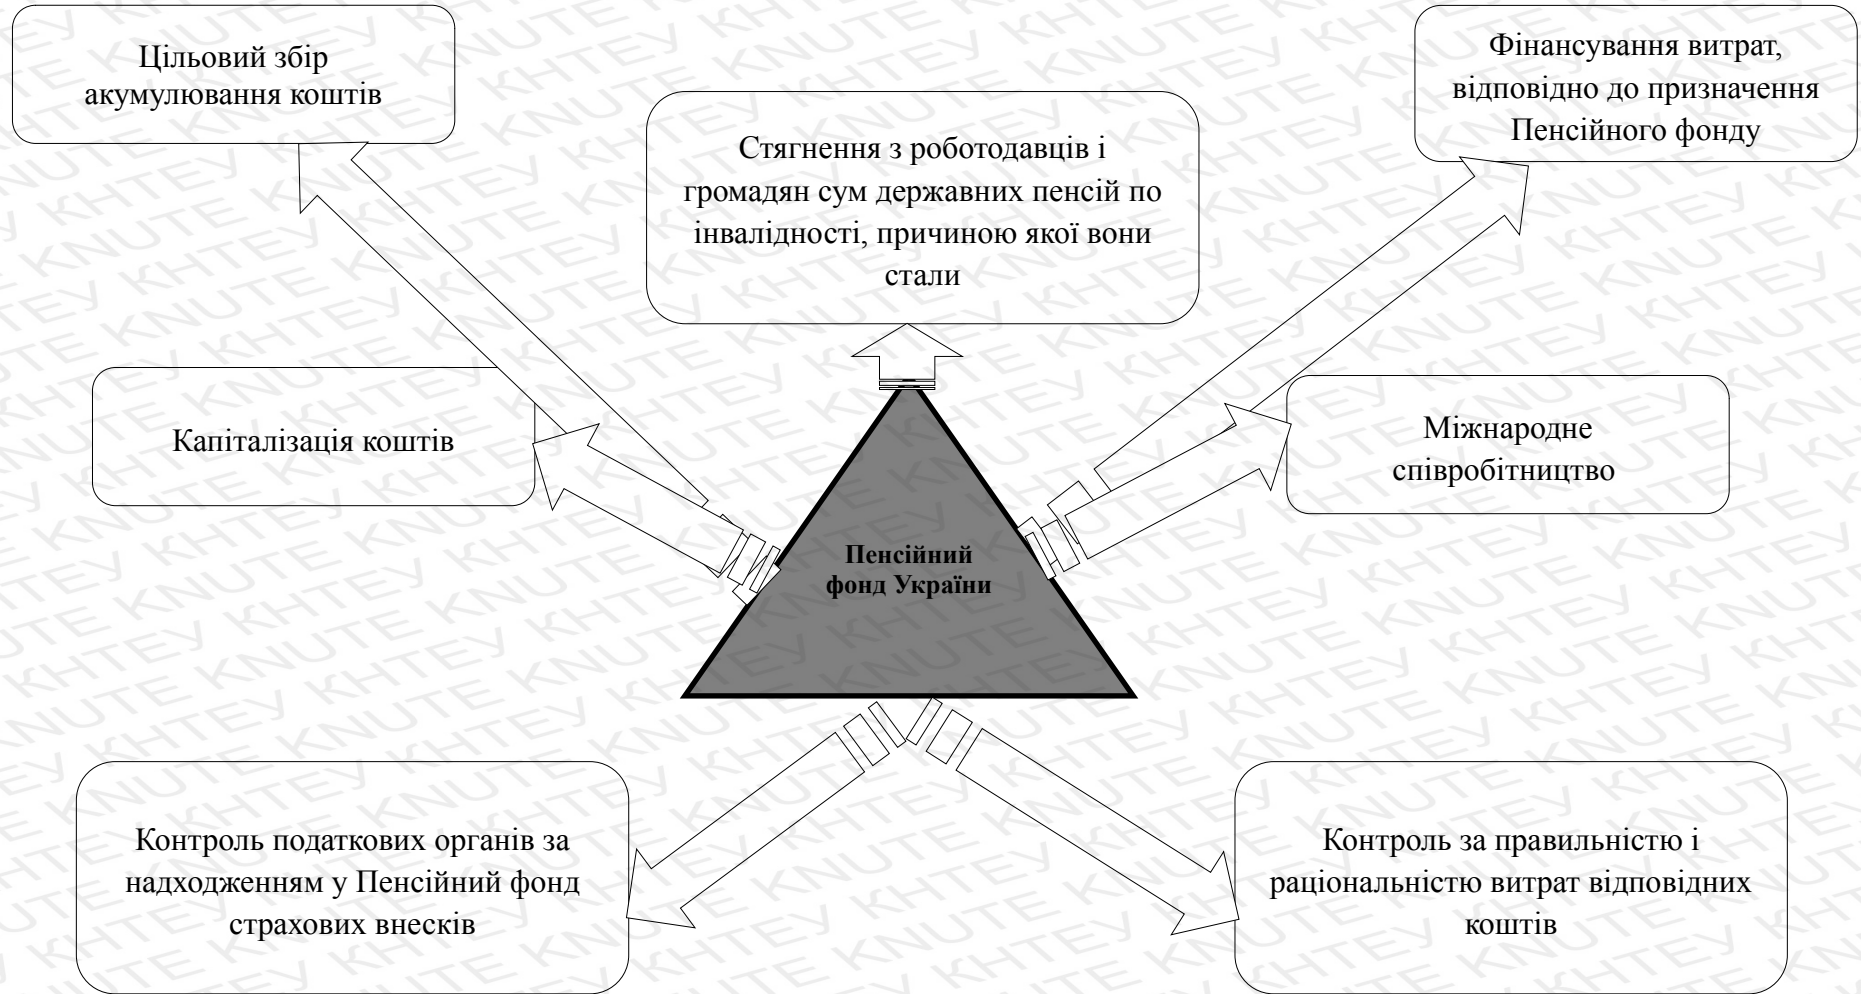 Цільовий збір
акумулювання коштів
Стягнення з роботодавців і
громадян сум державних пенсій по
інвалідності, причиною якої вони
стали
Фінансування витрат,
відповідно до призначення
Пенсійного фонду
Капіталізація коштів
Міжнародне
співробітництво
Пенсійний
фонд України
Контроль податкових органів за
надходженням у Пенсійний фонд
страхових внесків
Контроль за правильністю і
раціональністю витрат відповідних
коштів
KNUTE КНТЕУ